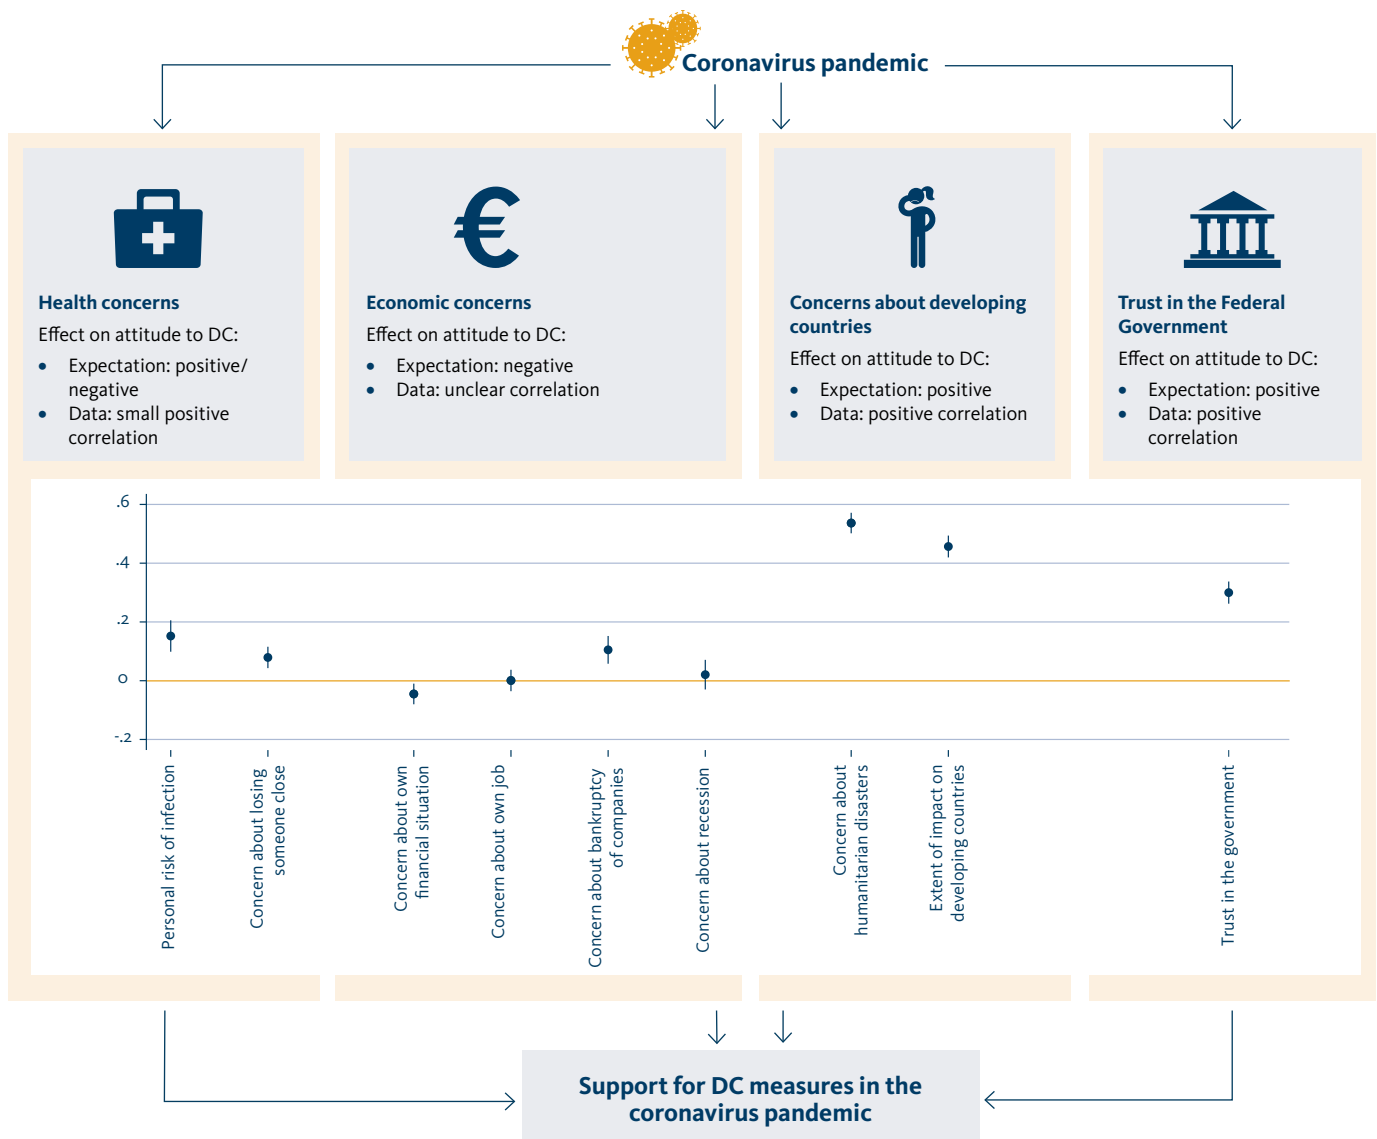 Coronavirus pandemic
Health concerns
Effect on attitude to DC:
• Expectation: positive/
negative
• Data: small positive
correlation
€
Economic concerns
Effect on attitude to DC:
• Expectation: negative
• Data: unclear correlation
Concerns about developing
countries
Effect on attitude to DC:
• Expectation: positive
• Data: positive correlation
Trust in the Federal
Government
Effect on attitude to DC:
• Expectation: positive
• Data: positive
correlation
.6
.4
.2
0
-.2
Personal risk of infection
Concern about losing
someone close
Concern about own
financial situation
Concern about own job
Concern about bankruptcy
of companies
Concern about recession
Concern about
humanitarian disasters
Extent of impact on
developing countries
Trust in the government
Support for DC measures in the
coronavirus pandemic